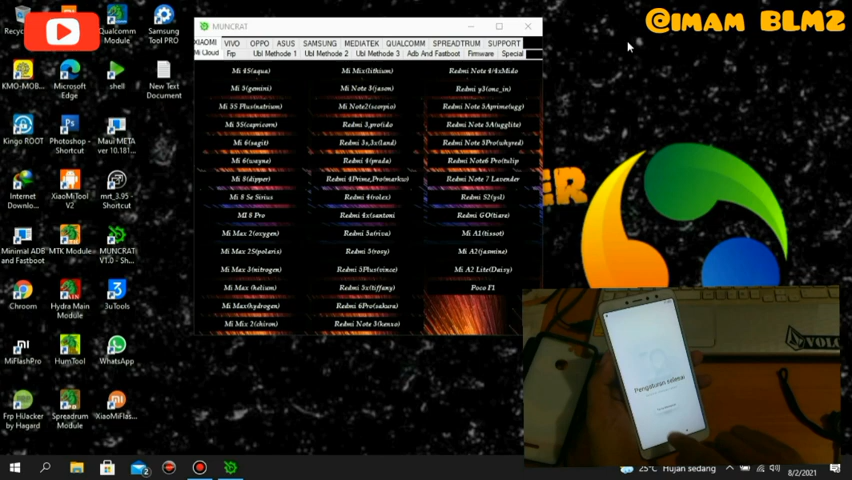 @IMAM BLMZ
MUNCRAT
XIAOMI VIVO OPPO ASUS SAMSUNG MEDIATEK QUALCOMM SPREADTRUM SUPPORT
Mi Cloud Frp Ubl Methode 1 Ubl Methode 2 Ubl Methode 3 Adb And Fastboot Firmware Special
Mi 4S(aqua) Mi Mix(lithium) Redmi Note 4/4xMido
Mi 5(gemini) Mi Note 3(jason) Redmi y3(onc_in)
Mi 5S Plus(natrium) Mi Note2(scorpio) Redmi Note 5Aprime(ugg)
Mi 5S(capricorn) Redmi 3,pro(ido Redmi Note 5A(ugglite)
Mi 6(sagit) Redmi 3s,3x(land) Redmi Note 5Pro(whyred)
Redmi 4(prada) Redmi Note6 Pro(tulip
Mi 8(dipper) Redmi 4Prime,Pro(markw) Redmi Note 7 Lavender
Mi 8 Se Sirius Redmi 4(rolex) Redmi S2(ysl)
MI 8 Pro Redmi 4x(santoni Redmi GO(tiare)
Mi Max 2(oxygen) Redmi 5a(riva) Mi A1(tissot)
Mi Max 2S(polaris) Redmi 5(rosy) Mi A2(jasmine)
Mi Max 3(nitrogen) Redmi 5Plus(vince) Mi A2 Lite(Daisy)
Mi Max (helium) Redmi 5x(tiffany) Poco F1
Mi Max(hydrogen) Redmi 6Pro(sakura)
Mi Mix 2(chiron) Redmi Note 3(kenzo)
Qualcomm Module
Samsung Tool PRO
KMO-MOB...
Microsoft Edge
shell
New Text Document
Kingo ROOT
Photoshop - Shortcut
Maui META ver 10.181...
Internet Downlo...
XiaoMiTool V2
mrt_3.95 - Shortcut
Minimal ADB and Fastboot
MTK Module
MUNCRAT V1.0 - Sh...
Chroom
Hydra Main Module
3uTools
MiFlashPro
HumTool
WhatsApp
Frp HiJacker by Hagard
Spreadrum Module
XiaoMiFlas...
ER
Pengaturan selesai
25°C Hujan sedang
8/2/2021